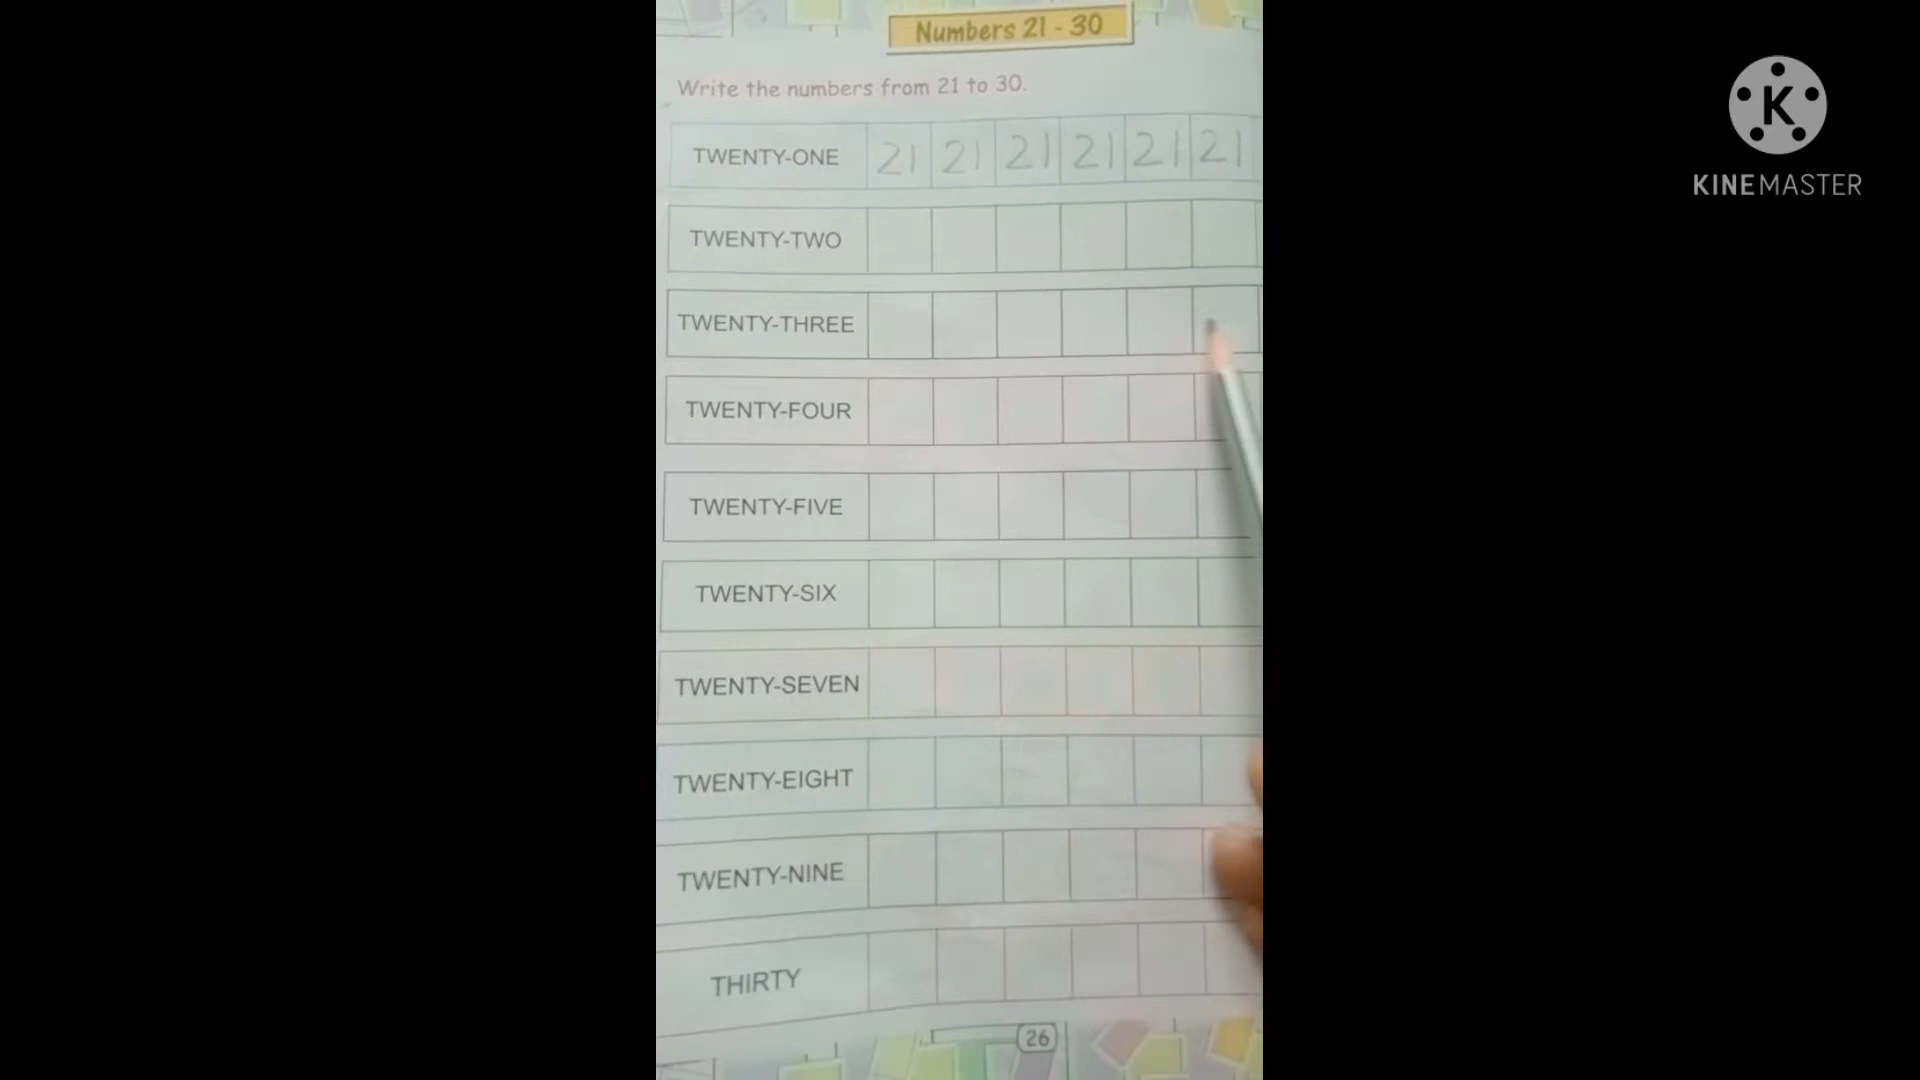 Numbers 21 - 30
Write the numbers from 21 to 30.
TWENTY-ONE 21 21 21 21 21 21
TWENTY-TWO
TWENTY-THREE
TWENTY-FOUR
TWENTY-FIVE
TWENTY-SIX
TWENTY-SEVEN
TWENTY-EIGHT
TWENTY-NINE
THIRTY
26
K
KINEMASTER